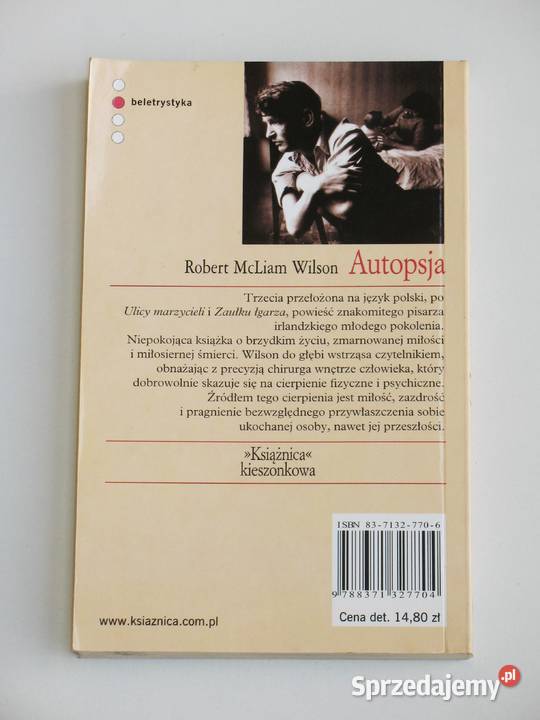 beletrystyka
Robert McLiam Wilson Autopsja
Trzecia przełożona na język polski, po
Ulicy marzycieli i Zaułku łgarza, powieść znakomitego pisarza
irlandzkiego młodego pokolenia.
Niepokojąca książka o brzydkim życiu, zmarnowanej miłości
i miłosiernej śmierci. Wilson do głębi wstrząsa czytelnikiem,
obnażając z precyzją chirurga wnętrze człowieka, który
dobrowolnie skazuje się na cierpienie fizyczne i psychiczne.
Źródłem tego cierpienia jest miłość, zazdrość
i pragnienie bezwzględnego przywłaszczenia sobie
ukochanej osoby, nawet jej przeszłości.
»Książnica«
kieszonkowa
ISBN 83-7132-770-6
9788371327704
Cena det. 14,80 zł
www.ksiaznica.com.pl
Sprzedajemy.pl